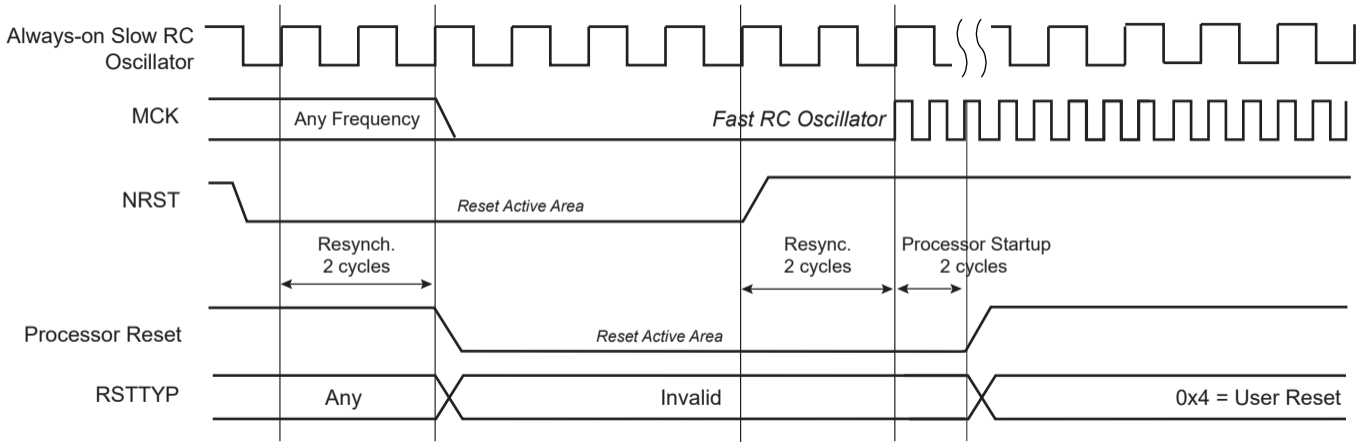 Always-on Slow RC
Oscillator
MCK
Any Frequency
Fast RC Oscillator
NRST
Reset Active Area
Resynch.
2 cycles
Resync.
2 cycles
Processor Startup
2 cycles
Processor Reset
Reset Active Area
RSTTYP
Any
Invalid
0x4 = User Reset